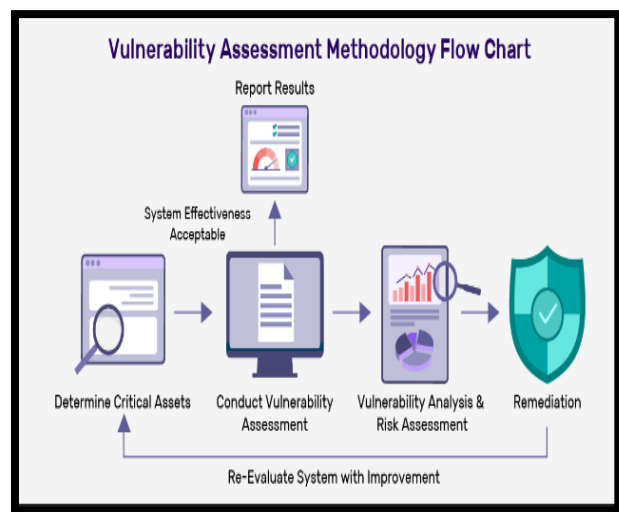 Vulnerability Assessment Methodology Flow Chart
Report Results
System Effectiveness
Acceptable
Determine Critical Assets
Conduct Vulnerability
Assessment
Vulnerability Analysis &
Risk Assessment
Remediation
Re-Evaluate System with Improvement